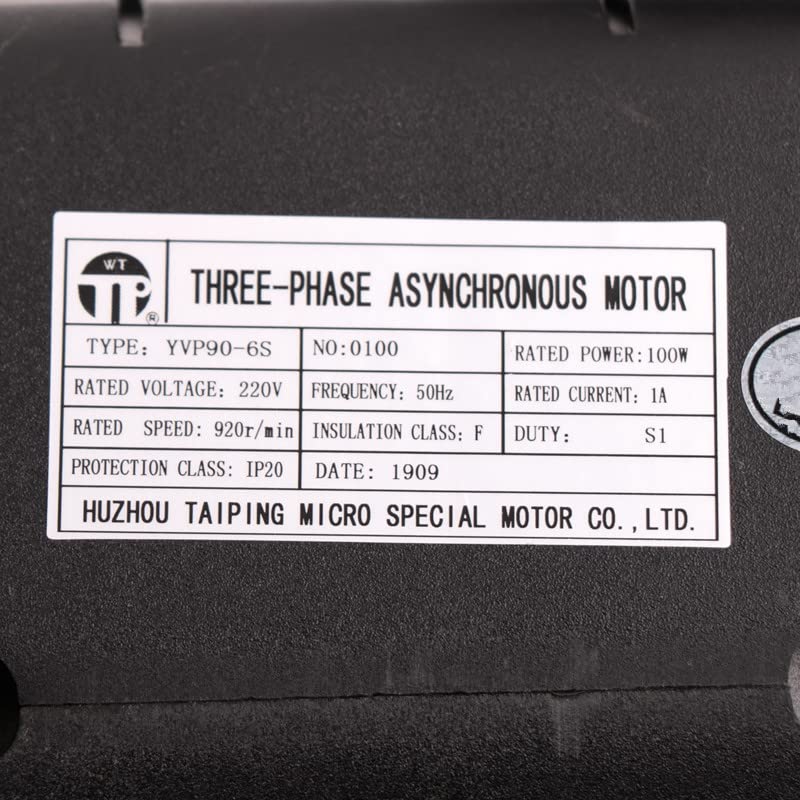 WT
TP®
THREE-PHASE ASYNCHRONOUS MOTOR
TYPE: YVP90-6S NO:0100 RATED POWER:100W
RATED VOLTAGE: 220V FREQUENCY: 50Hz RATED CURRENT: 1A
RATED SPEED: 920r/min INSULATION CLASS: F DUTY: S1
PROTECTION CLASS: IP20 DATE: 1909
HUZHOU TAIPING MICRO SPECIAL MOTOR CO.,LTD.